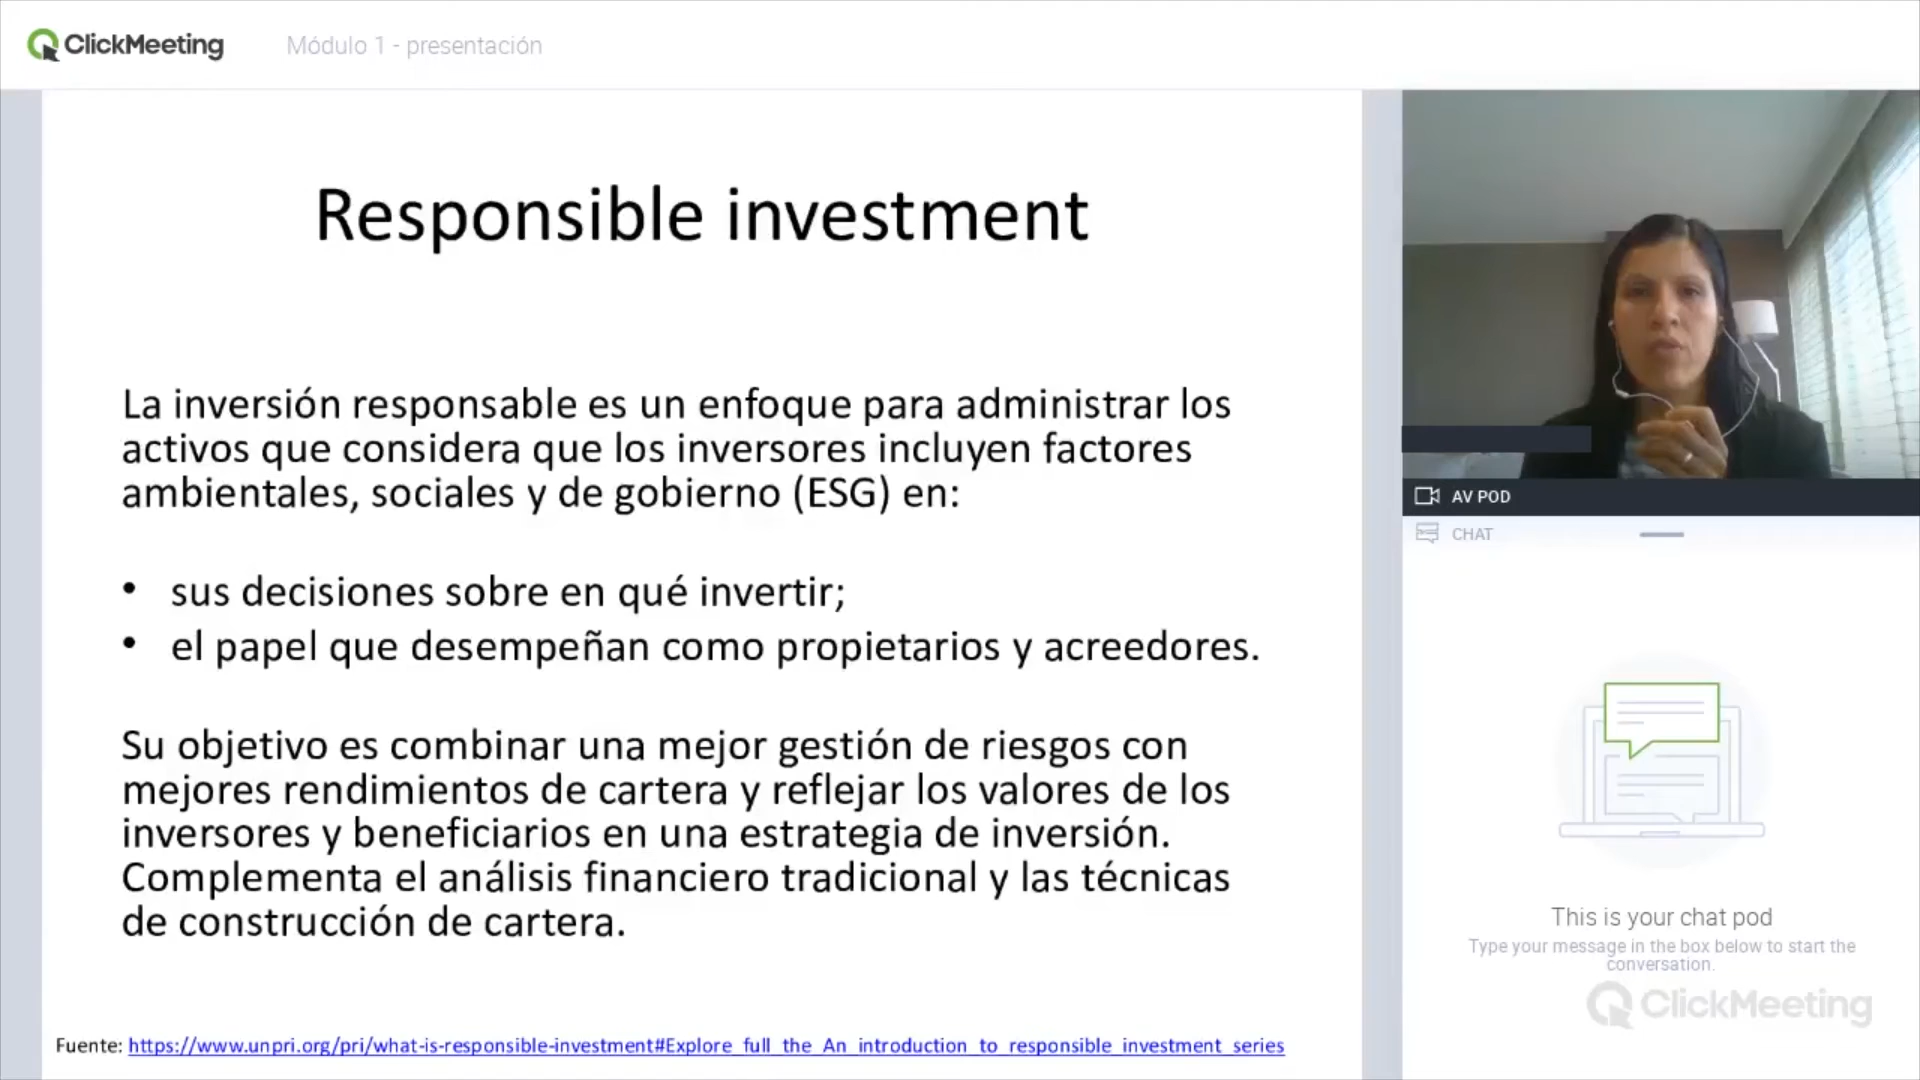 ClickMeeting
Módulo 1 - presentación
Responsible investment
La inversión responsable es un enfoque para administrar los
activos que considera que los inversores incluyen factores
ambientales, sociales y de gobierno (ESG) en:
• sus decisiones sobre en qué invertir;
• el papel que desempeñan como propietarios y acreedores.
Su objetivo es combinar una mejor gestión de riesgos con
mejores rendimientos de cartera y reflejar los valores de los
inversores y beneficiarios en una estrategia de inversión.
Complementa el análisis financiero tradicional y las técnicas
de construcción de cartera.
Fuente: https://www.unpri.org/pri/what-is-responsible-investment#Explore_full_the_An_introduction_to_responsible_investment_series
AV POD
CHAT
This is your chat pod
Type your message in the box below to start the
conversation.
ClickMeeting